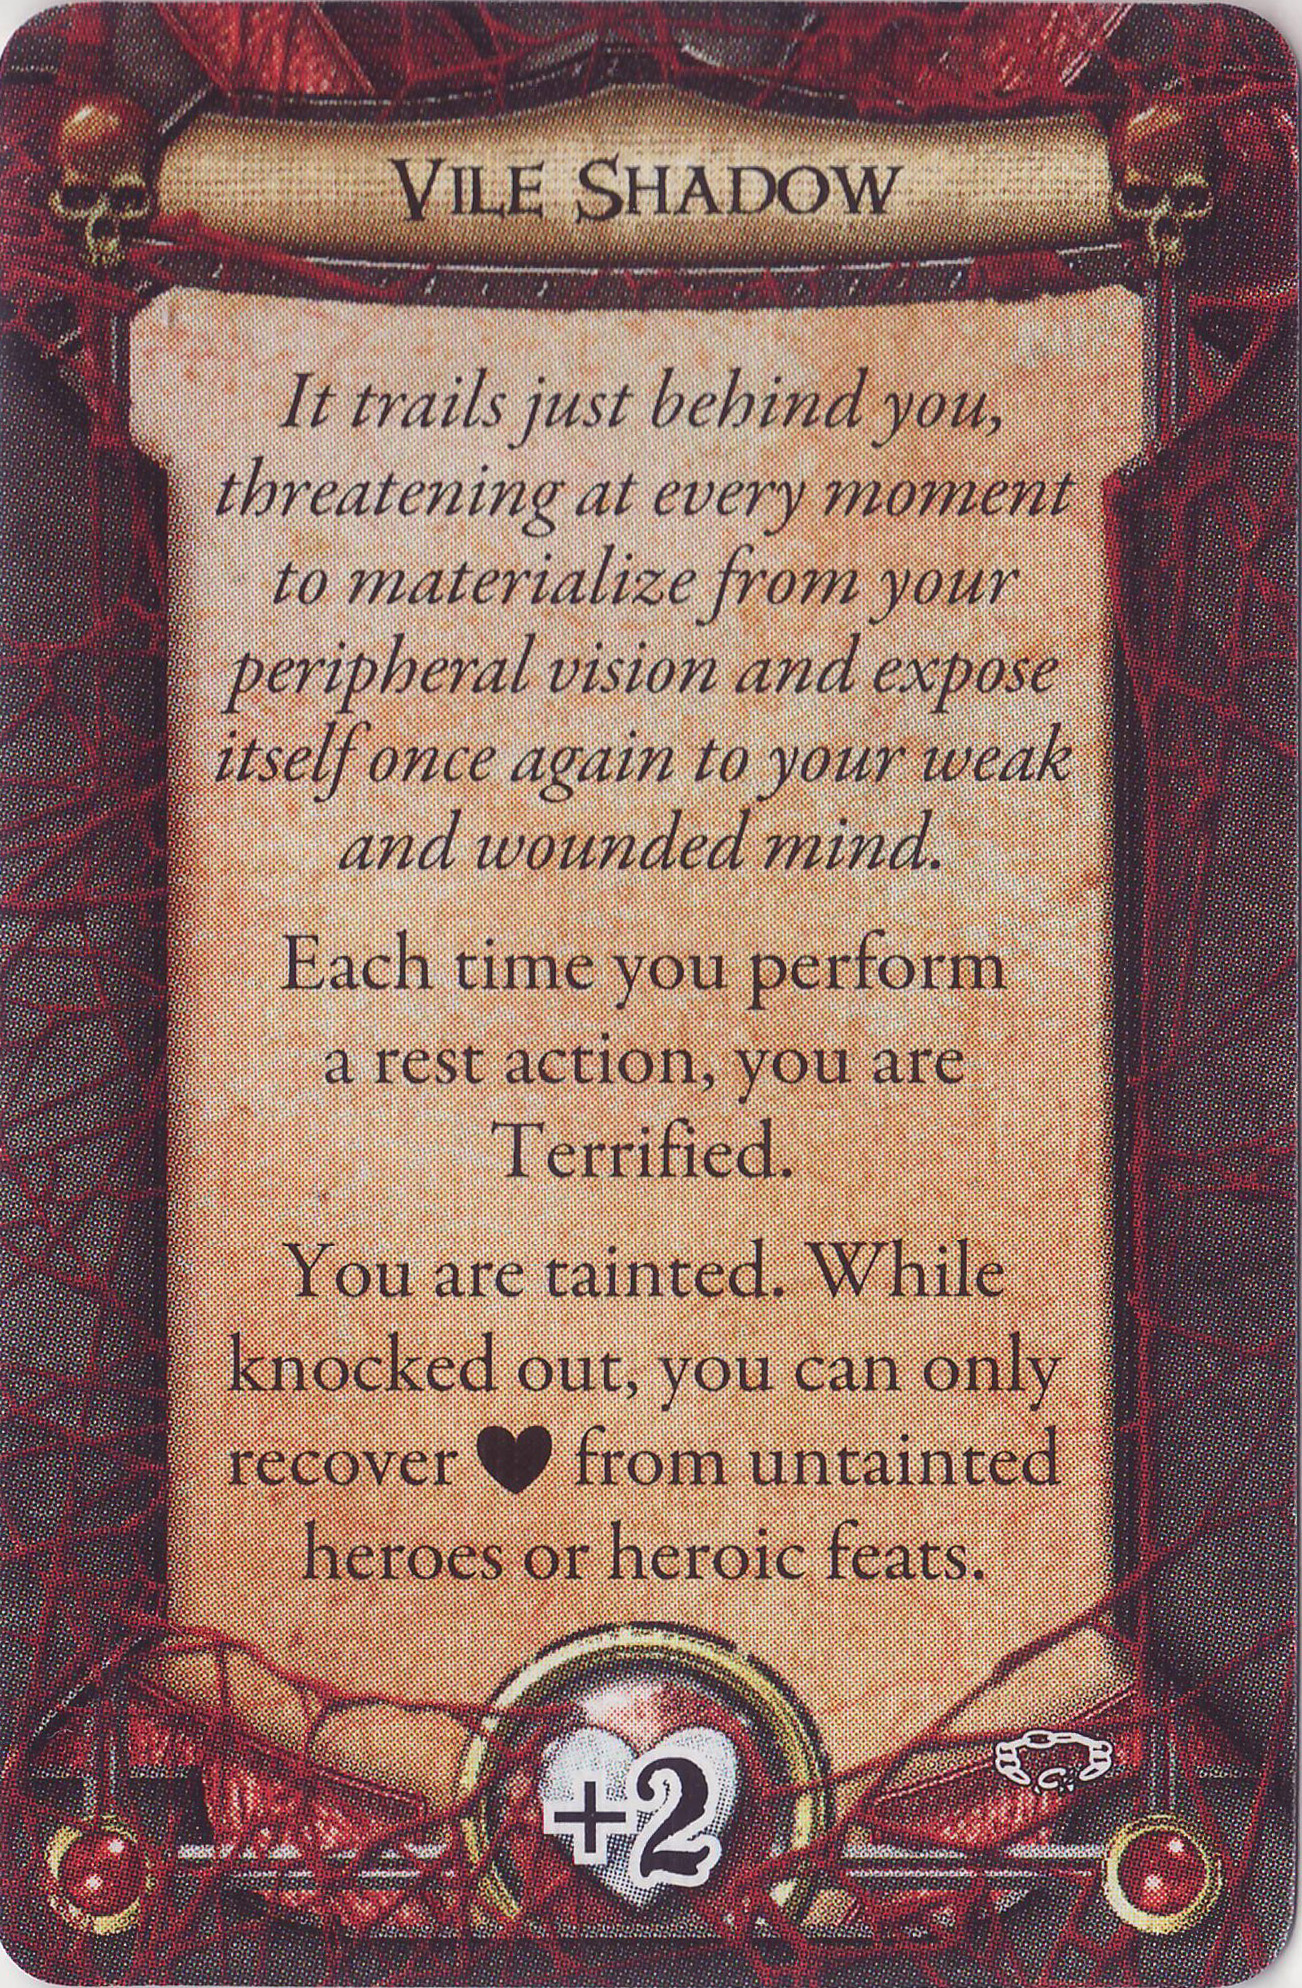 VILE SHADOW
It trails just behind you,
threatening at every moment
to materialize from your
peripheral vision and expose
itself once again to your weak
and wounded mind.
Each time you perform
a rest action, you are
Terrified.
You are tainted. While
knocked out, you can only
recover ♥ from untainted
heroes or heroic feats.
+2